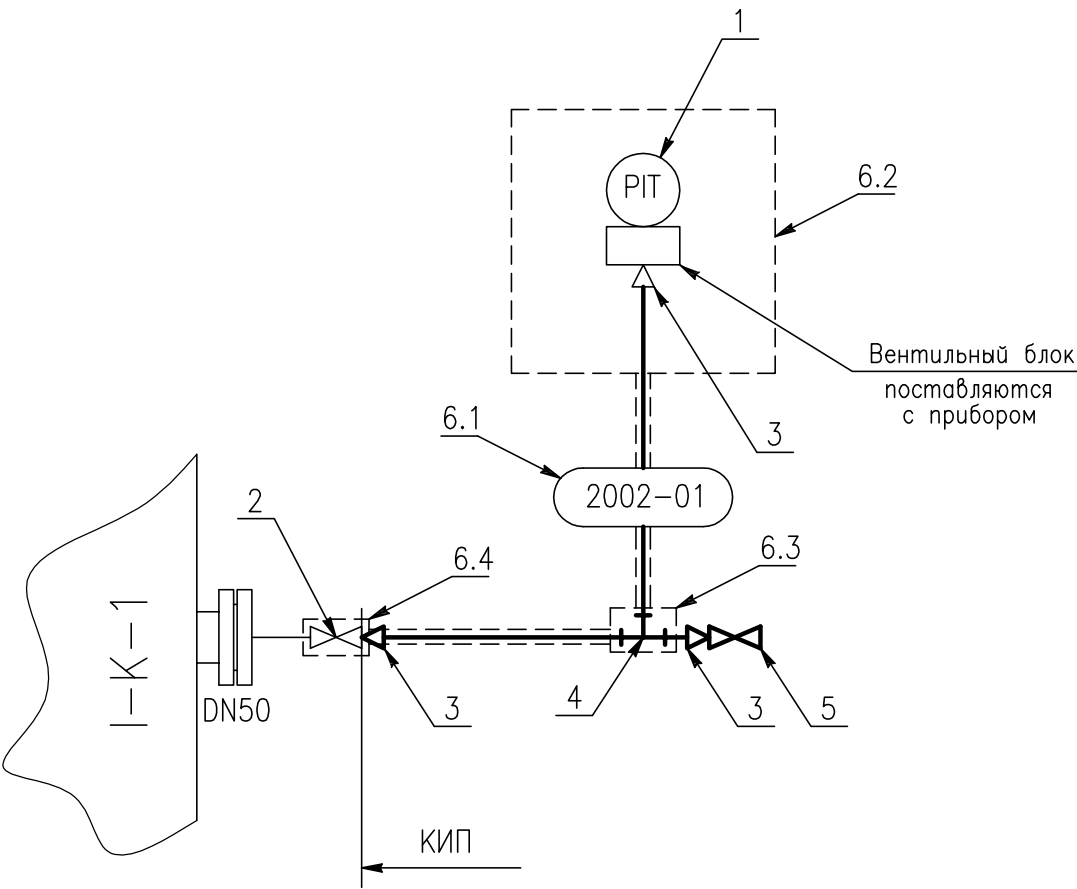 1
PIT
6.2
Вентильный блок
поставляются
с прибором
3
6.1
2002-01
2
6.4
6.3
I-K-1
DN50
3
4
3
5
КИП